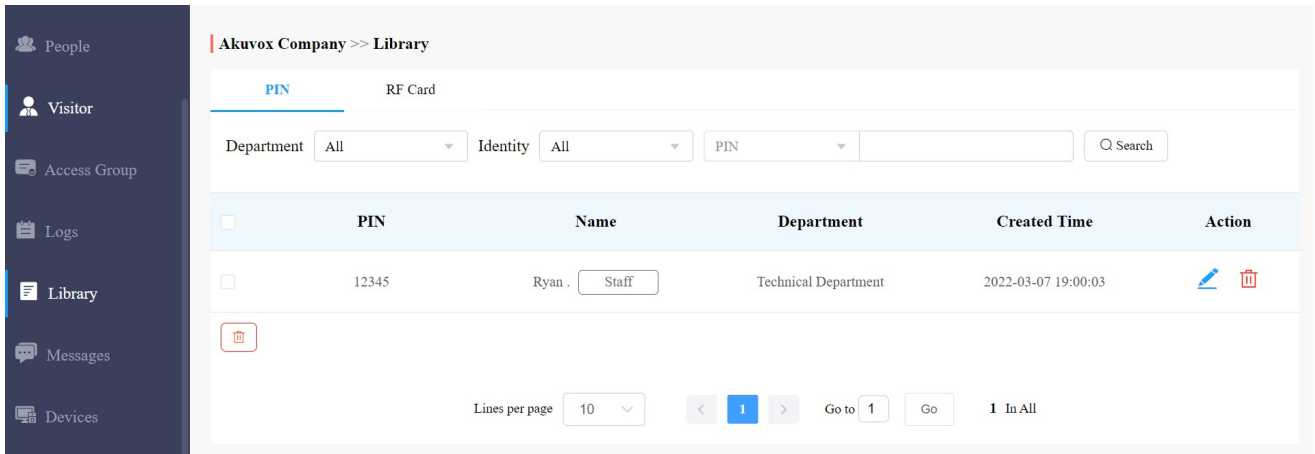 People
Visitor
Access Group
Logs
Library
Messages
Devices
Akuvox Company >> Library
PIN RF Card
Department All Identity All PIN Search
PIN Name Department Created Time Action
12345 Ryan . Staff Technical Department 2022-03-07 19:00:03
Lines per page 10 < 1 > Go to 1 Go 1 In All